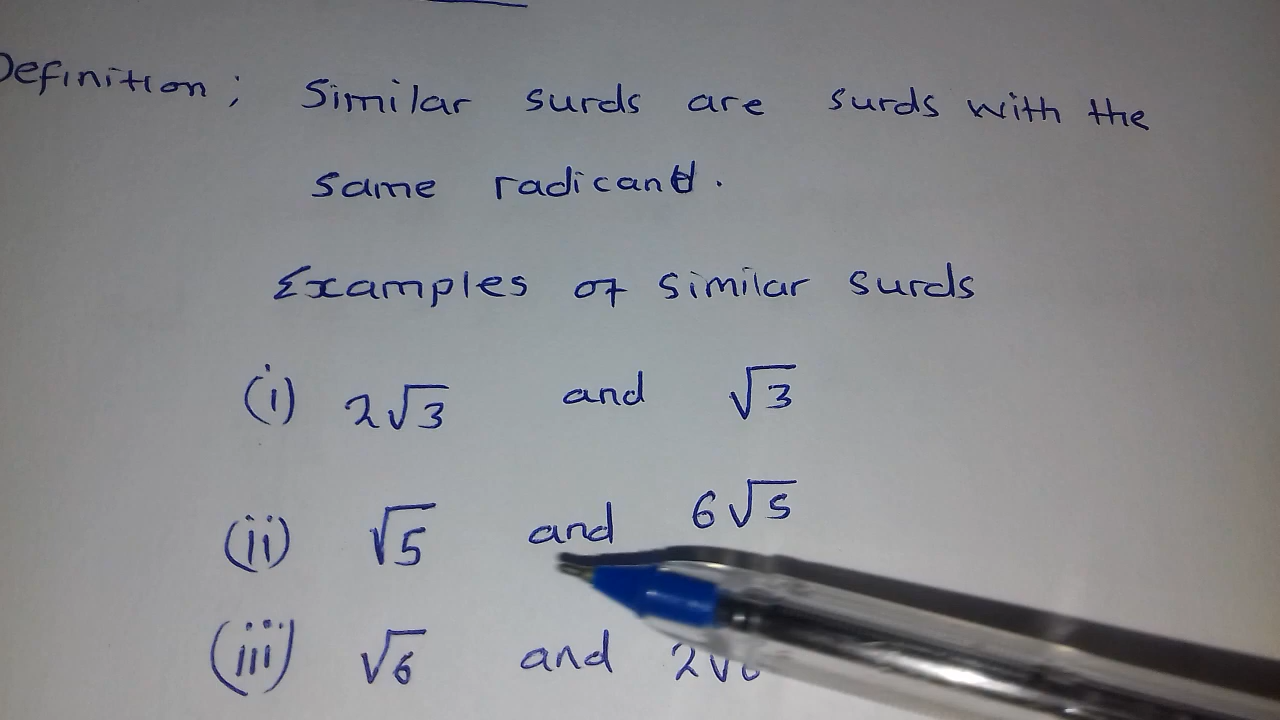 Definition; Similar surds are surds with the
same radicand.
Examples of similar surds
(i) 2√3 and √3
(ii) √5 and 6√5
(iii) √6 and